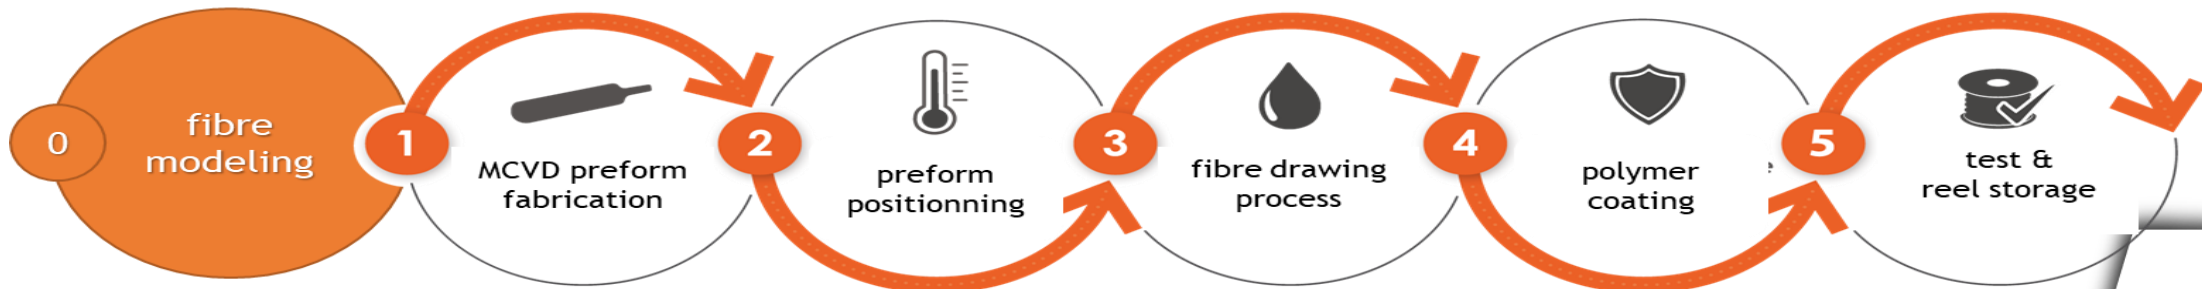 0
fibre
modeling
1
MCVD preform
fabrication
2
preform
positionning
3
fibre drawing
process
4
polymer
coating
5
test &
reel storage